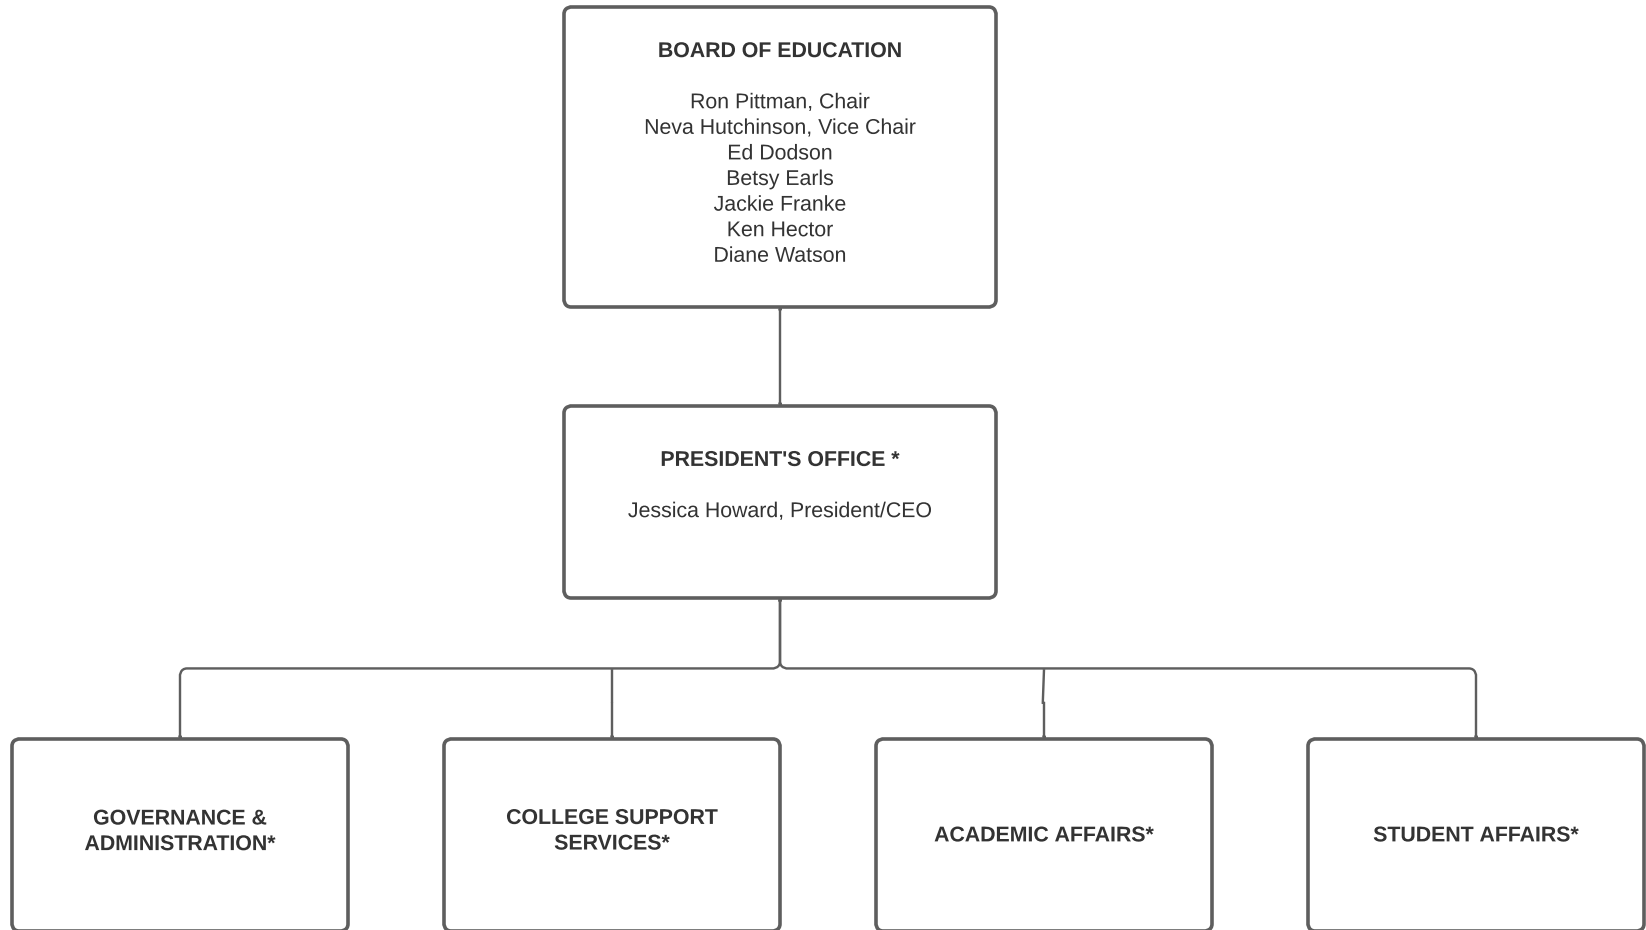 BOARD OF EDUCATION
Ron Pittman, Chair
Neva Hutchinson, Vice Chair
Ed Dodson
Betsy Earls
Jackie Franke
Ken Hector
Diane Watson
PRESIDENT'S OFFICE *
Jessica Howard, President/CEO
GOVERNANCE &
ADMINISTRATION*
COLLEGE SUPPORT
SERVICES*
ACADEMIC AFFAIRS*
STUDENT AFFAIRS*